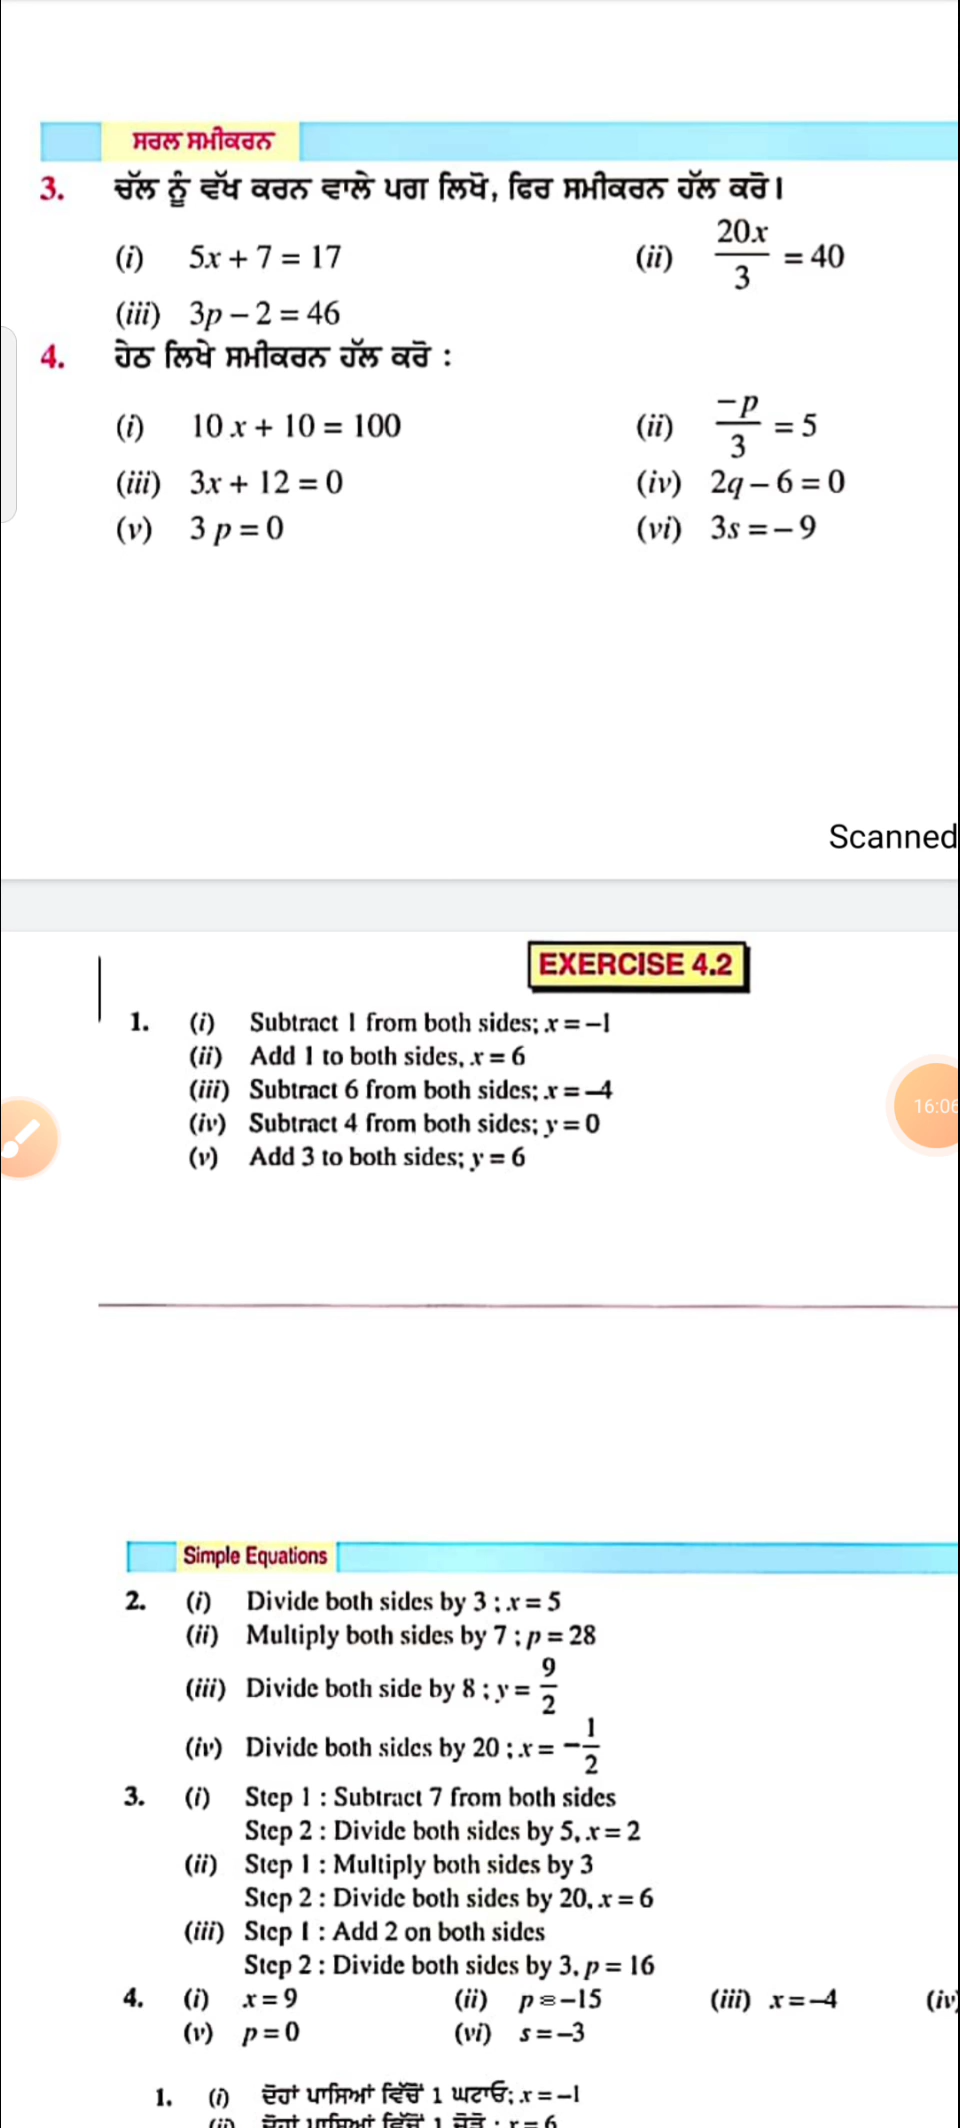 ਸਰਲ ਸਮੀਕਰਨ
3. ਚੱਲ ਨੂੰ ਵੱਖ ਕਰਨ ਵਾਲੇ ਪਗ ਲਿਖੋ, ਫਿਰ ਸਮੀਕਰਨ ਹੱਲ ਕਰੋ।
(i) 5x + 7 = 17 (ii) 20x/3 = 40
(iii) 3p – 2 = 46
4. ਹੇਠ ਲਿਖੇ ਸਮੀਕਰਨ ਹੱਲ ਕਰੋ :
(i) 10 x + 10 = 100 (ii) –p/3 = 5
(iii) 3x + 12 = 0 (iv) 2q – 6 = 0
(v) 3 p = 0 (vi) 3s = – 9
Scanned
EXERCISE 4.2
1. (i) Subtract 1 from both sides; x = –1
(ii) Add 1 to both sides, x = 6
(iii) Subtract 6 from both sides; x = –4
(iv) Subtract 4 from both sides; y = 0
(v) Add 3 to both sides; y = 6
16:06
Simple Equations
2. (i) Divide both sides by 3 ; x = 5
(ii) Multiply both sides by 7 ; p = 28
(iii) Divide both side by 8 ; y = 9/2
(iv) Divide both sides by 20 ; x = –1/2
3. (i) Step 1 : Subtract 7 from both sides
Step 2 : Divide both sides by 5, x = 2
(ii) Step 1 : Multiply both sides by 3
Step 2 : Divide both sides by 20, x = 6
(iii) Step 1 : Add 2 on both sides
Step 2 : Divide both sides by 3, p = 16
4. (i) x = 9 (ii) p = –15 (iii) x = –4 (iv)
(v) p = 0 (vi) s = –3
1. (i) ਦੋਹਾਂ ਪਾਸਿਆਂ ਵਿੱਚੋਂ 1 ਘਟਾਓ; x = –1